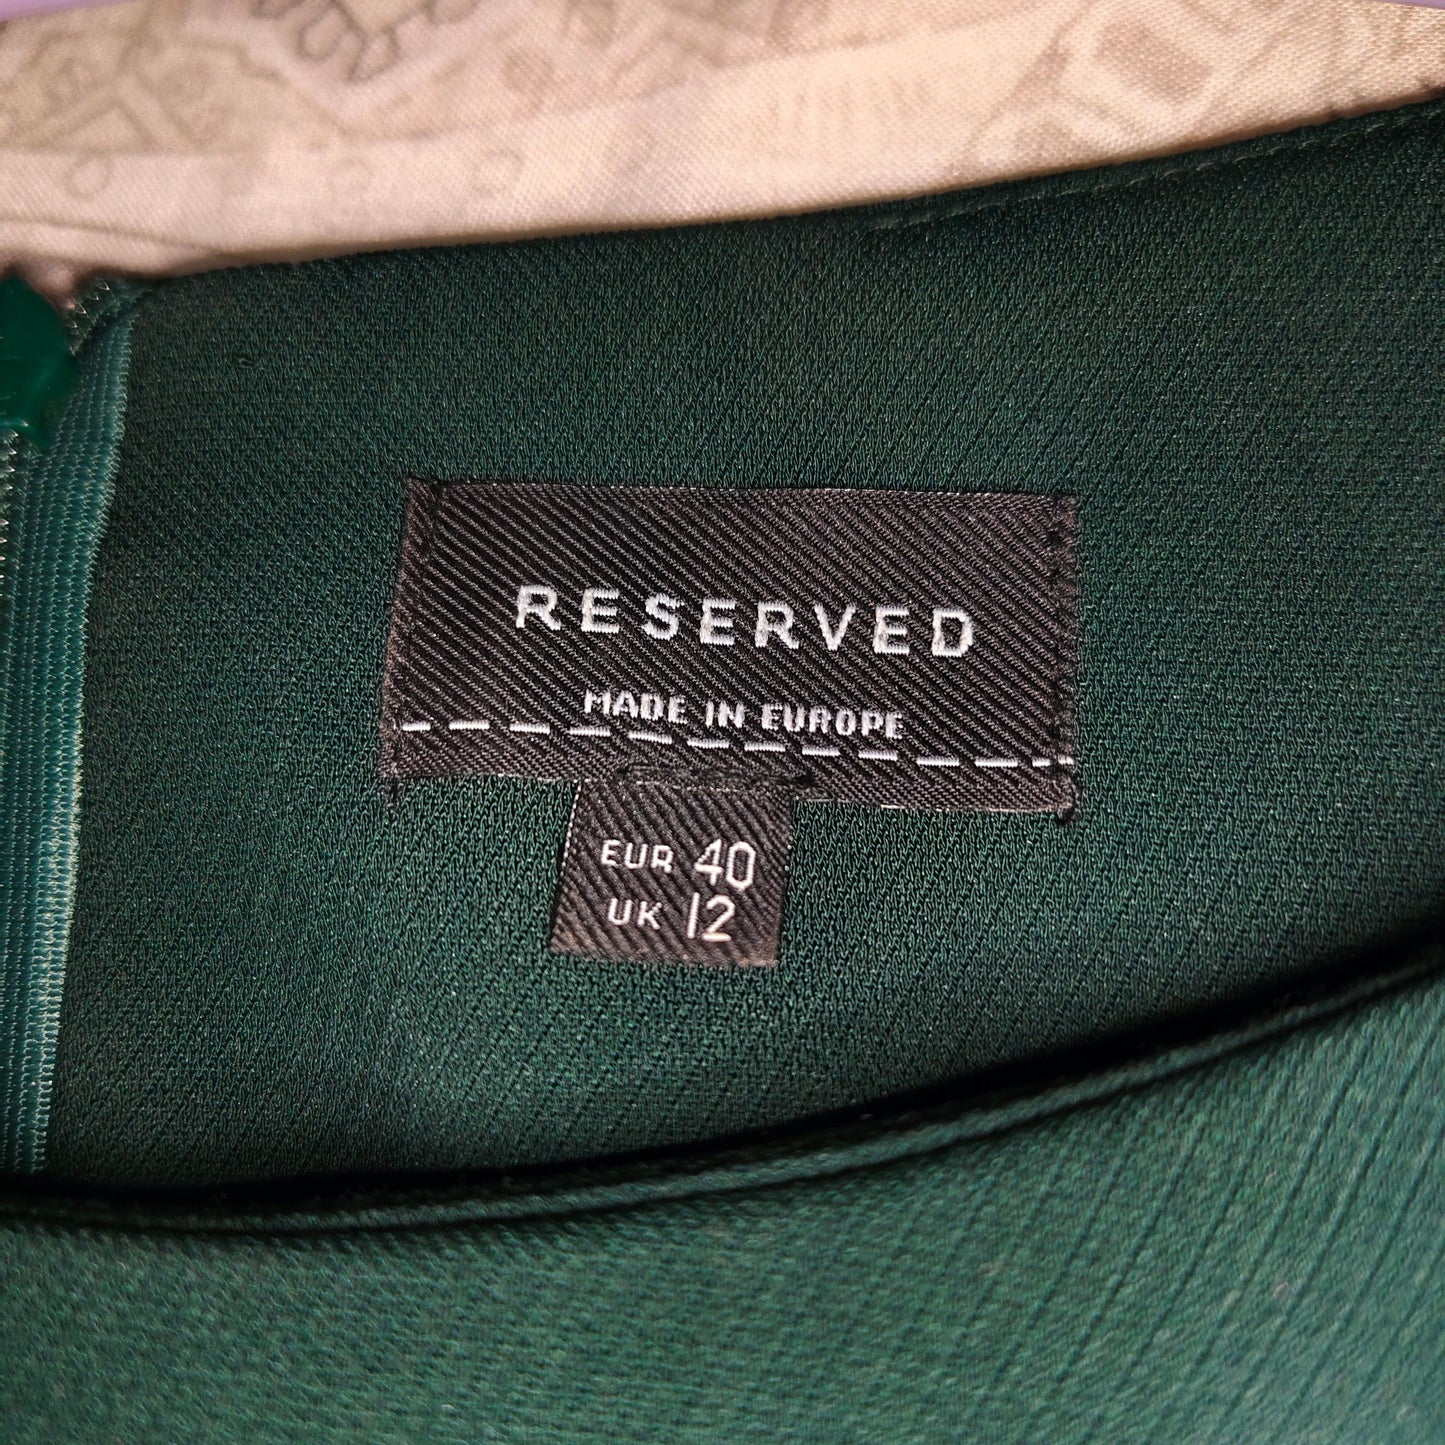 RESERVED
MADE IN EUROPE
EUR 40
UK 12